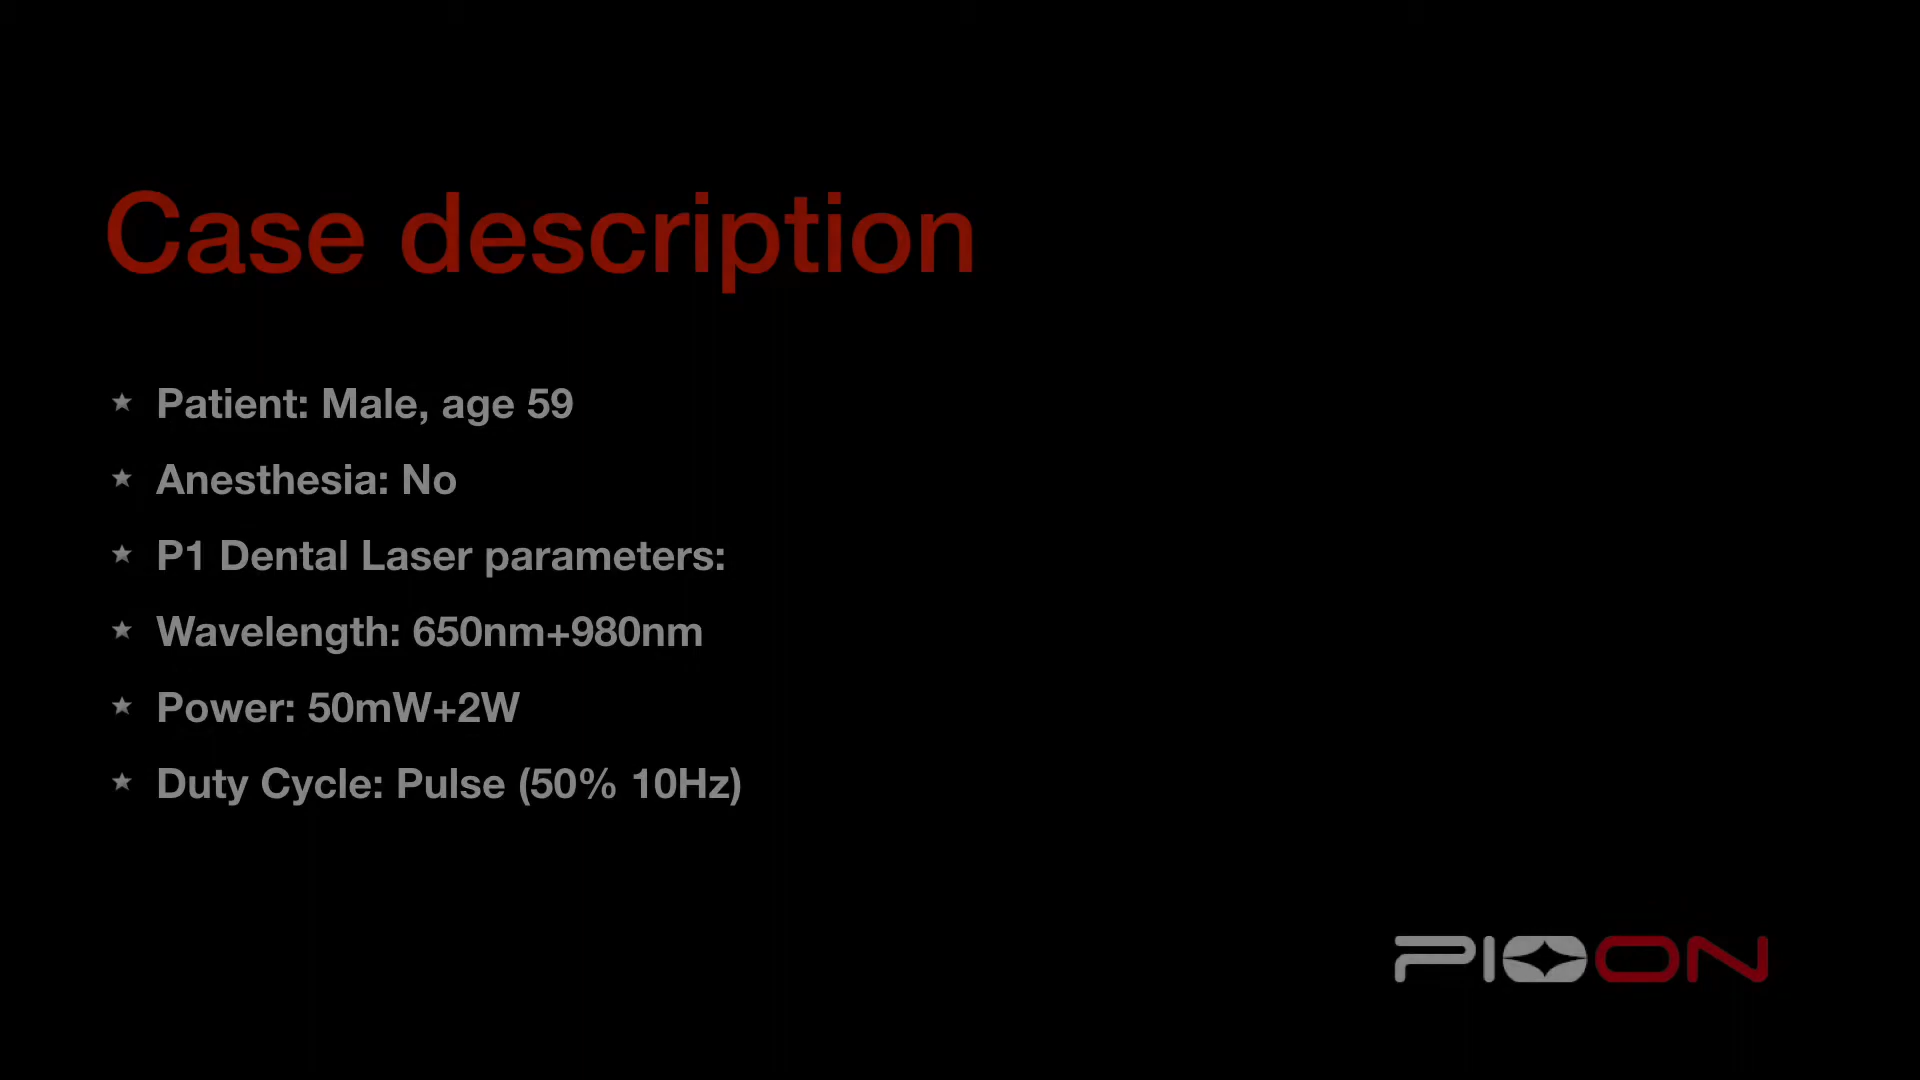 Case description
Patient: Male, age 59
Anesthesia: No
P1 Dental Laser parameters:
Wavelength: 650nm+980nm
Power: 50mW+2W
Duty Cycle: Pulse (50% 10Hz)
PIOON